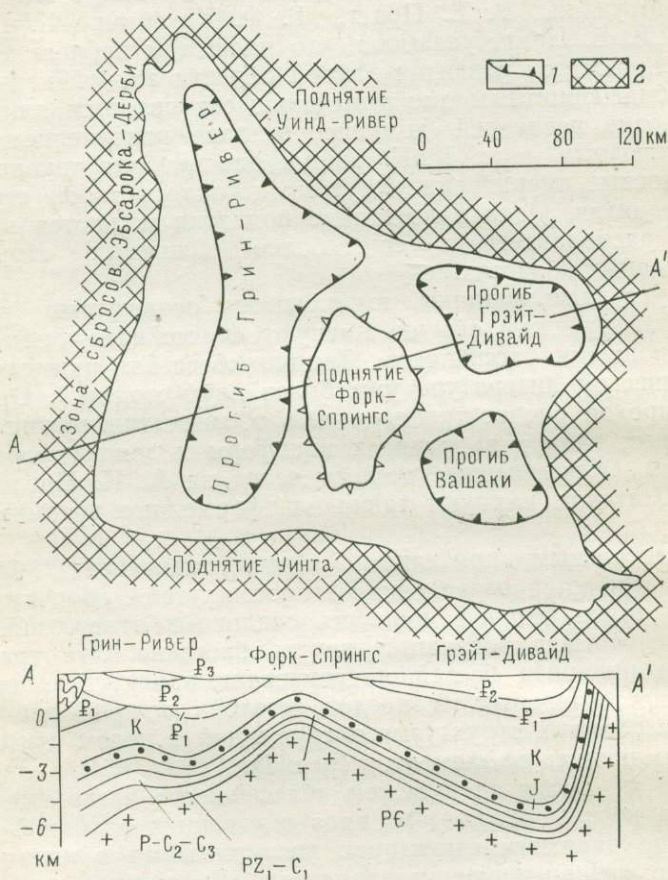 Поднятие
Уинд-Ривер
1
2
0 40 80 120 км
Зона сбросов Эбсарока-Дерби
Прогиб Грин-Ривер
Прогиб
Грэйт-
Дивайд
A'
Поднятие
Форк-
Спрингс
A
Прогиб
Вашаки
Поднятие Уинта
Грин-Ривер
Форк-Спрингс
Грэйт-Дивайд
A
A'
₽₃
₽₁
₽₂
₽₂
0
K
₽₁
₽₁
-3
T
K
J
-6
P-C₂-C₃
PЄ
км
PZ₁-C₁